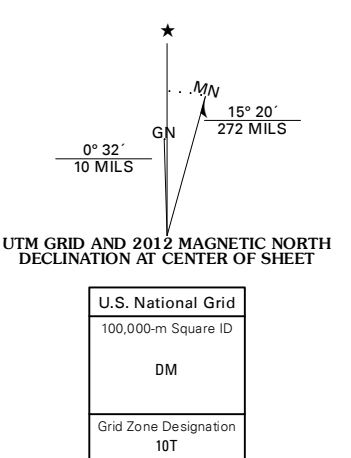 ★
MN
15° 20´
272 MILS
GN
0° 32´
10 MILS
UTM GRID AND 2012 MAGNETIC NORTH
DECLINATION AT CENTER OF SHEET
U.S. National Grid
100,000-m Square ID
DM
Grid Zone Designation
10T